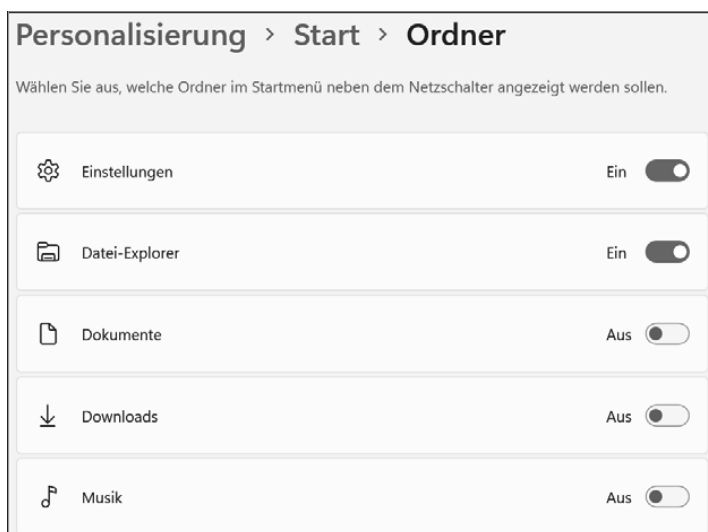 Personalisierung > Start > Ordner
Wählen Sie aus, welche Ordner im Startmenü neben dem Netzschalter angezeigt werden sollen.
Einstellungen Ein
Datei-Explorer Ein
Dokumente Aus
Downloads Aus
Musik Aus